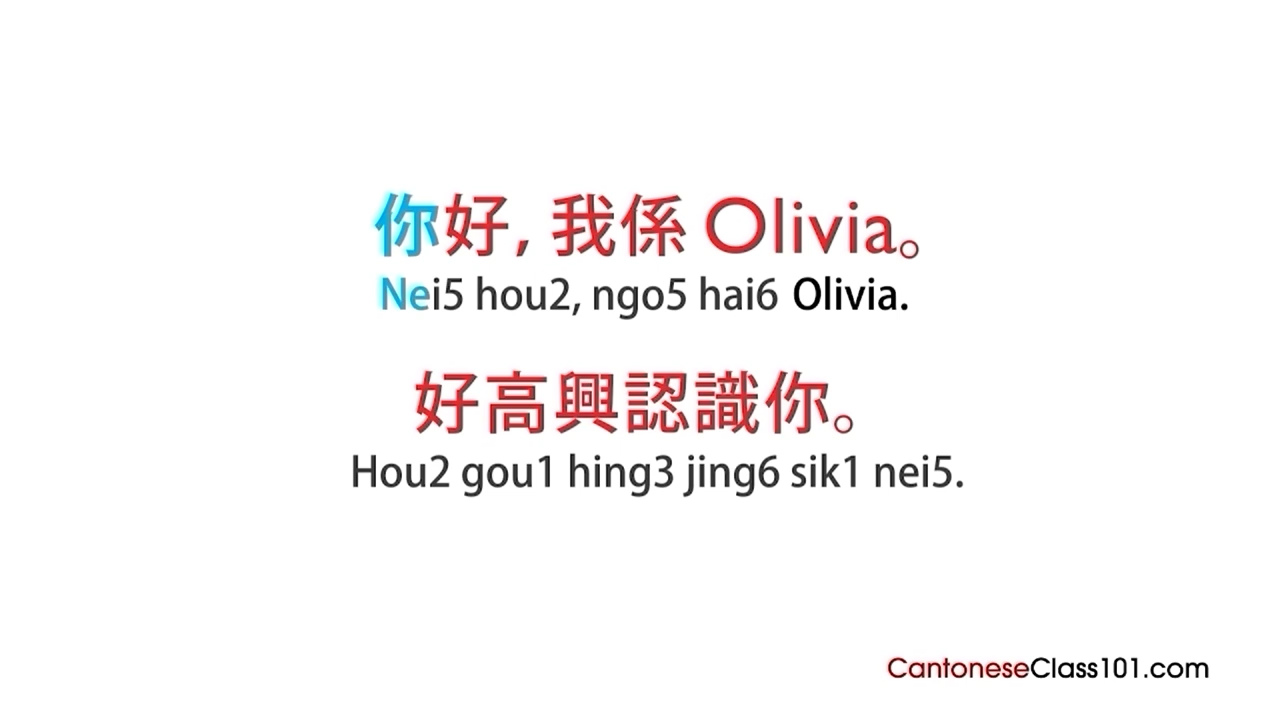 你好, 我係 Olivia。
Nei5 hou2, ngo5 hai6 Olivia.
好高興認識你。
Hou2 gou1 hing3 jing6 sik1 nei5.
CantoneseClass101.com